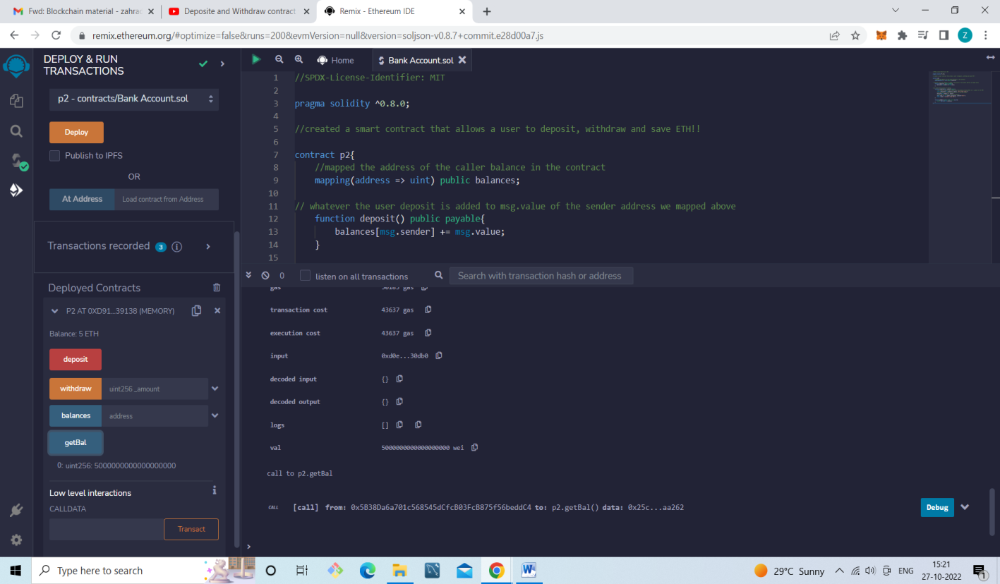 Fwd: Blockchain material - zahrac
Deposite and Withdraw contract
Remix - Ethereum IDE
remix.ethereum.org/#optimize=false&runs=200&evmVersion=null&version=soljson-v0.8.7+commit.e28d00a7.js
Z
DEPLOY & RUN
TRANSACTIONS
p2 - contracts/Bank Account.sol
Deploy
Publish to IPFS
OR
At Address Load contract from Address
Transactions recorded 3 i
Deployed Contracts
P2 AT 0XD91...39138 (MEMORY)
Balance: 5 ETH
deposit
withdraw uint256 _amount
balances address
getBal
0: uint256: 5000000000000000000
Low level interactions i
CALLDATA
Transact
Home
Bank Account.sol
1 //SPDX-License-Identifier: MIT
2
3 pragma solidity ^0.8.0;
4
5 //created a smart contract that allows a user to deposit, withdraw and save ETH!!
6
7 contract p2{
8 //mapped the address of the caller balance in the contract
9 mapping(address => uint) public balances;
10
11 // whatever the user deposit is added to msg.value of the sender address we mapped above
12 function deposit() public payable{
13 balances[msg.sender] += msg.value;
14 }
15
0 listen on all transactions Search with transaction hash or address
gas 50183 gas
transaction cost 43637 gas
execution cost 43637 gas
input 0xd0e...30db0
decoded input {}
decoded output {}
logs []
val 5000000000000000000 wei
call to p2.getBal
CALL [call] from: 0x5B38Da6a701c568545dCfcB03FcB875f56beddC4 to: p2.getBal() data: 0x25c...aa262
Debug
>
Type here to search
29°C Sunny
ENG
15:21
27-10-2022
1